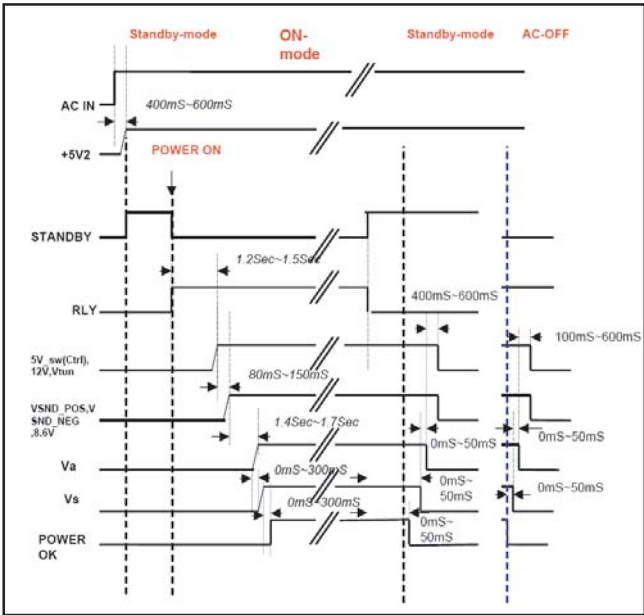 Standby-mode
ON-
mode
Standby-mode
AC-OFF
AC IN
400mS~600mS
+5V2
POWER ON
STANDBY
1.2Sec~1.5Sec
RLY
400mS~600mS
100mS~600mS
5V_sw(Ctrl),
12V,Vtun
80mS~150mS
VSND_POS,V
SND_NEG
,8.6V
1.4Sec~1.7Sec
0mS~50mS
0mS~50mS
Va
0mS~300mS
0mS~
50mS
0mS~50mS
Vs
0mS~300mS
0mS~
50mS
POWER
OK